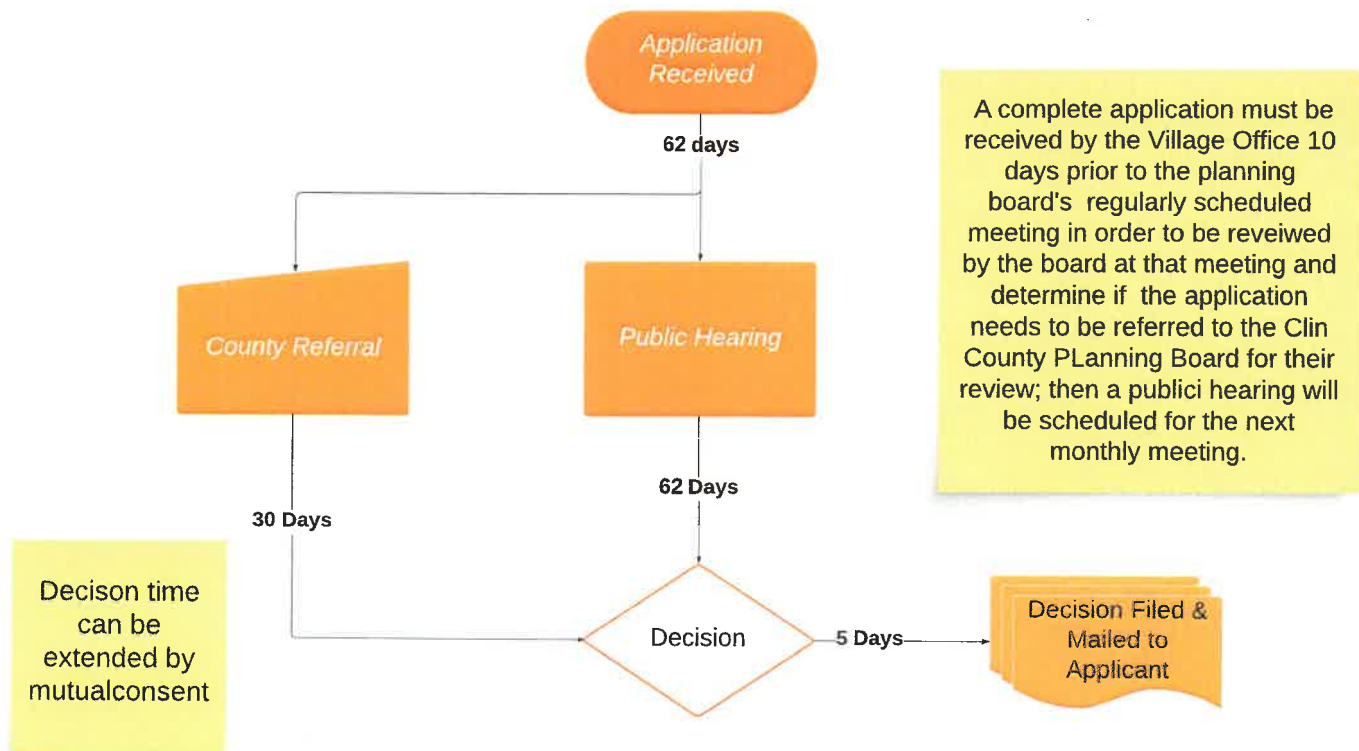 Application
Received
62 days
A complete application must be
received by the Village Office 10
days prior to the planning
board's regularly scheduled
meeting in order to be reveiwed
by the board at that meeting and
determine if the application
needs to be referred to the Clin
County PLanning Board for their
review; then a publici hearing will
be scheduled for the next
monthly meeting.
County Referral
Public Hearing
62 Days
30 Days
Decison time
can be
extended by
mutualconsent
Decision
5 Days
Decision Filed &
Mailed to
Applicant